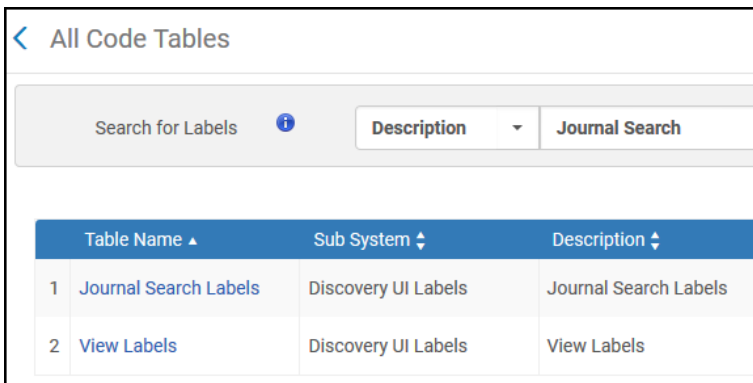 All Code Tables
Search for Labels Description Journal Search
Table Name Sub System Description
1 Journal Search Labels Discovery UI Labels Journal Search Labels
2 View Labels Discovery UI Labels View Labels